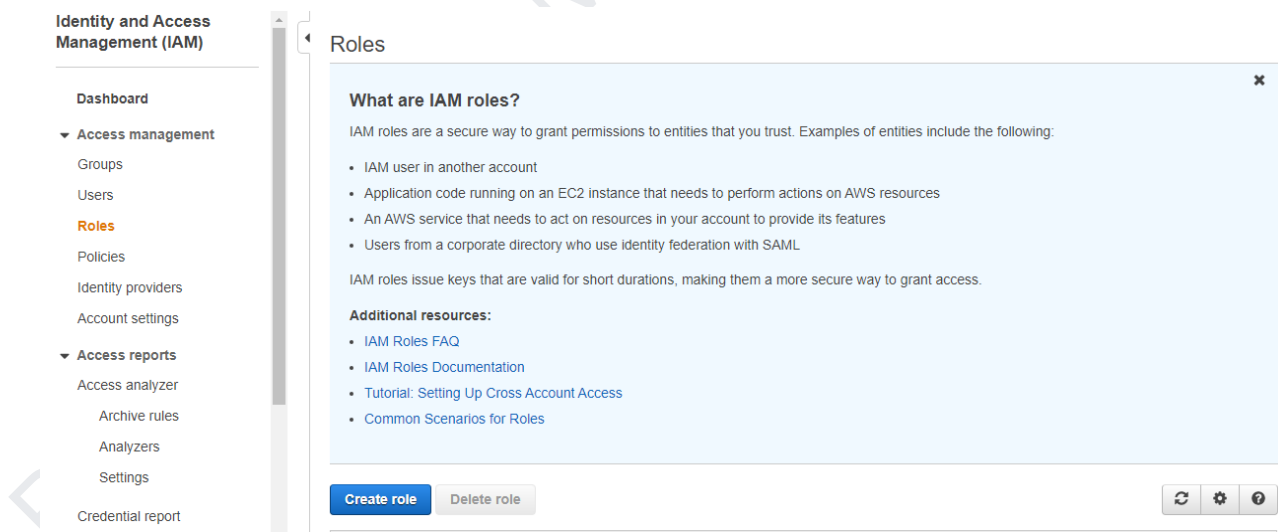 Identity and Access
Management (IAM)
Dashboard
Access management
Groups
Users
Roles
Policies
Identity providers
Account settings
Access reports
Access analyzer
Archive rules
Analyzers
Settings
Credential report
Roles
What are IAM roles?
IAM roles are a secure way to grant permissions to entities that you trust. Examples of entities include the following:
• IAM user in another account
• Application code running on an EC2 instance that needs to perform actions on AWS resources
• An AWS service that needs to act on resources in your account to provide its features
• Users from a corporate directory who use identity federation with SAML
IAM roles issue keys that are valid for short durations, making them a more secure way to grant access.
Additional resources:
• IAM Roles FAQ
• IAM Roles Documentation
• Tutorial: Setting Up Cross Account Access
• Common Scenarios for Roles
Create role Delete role